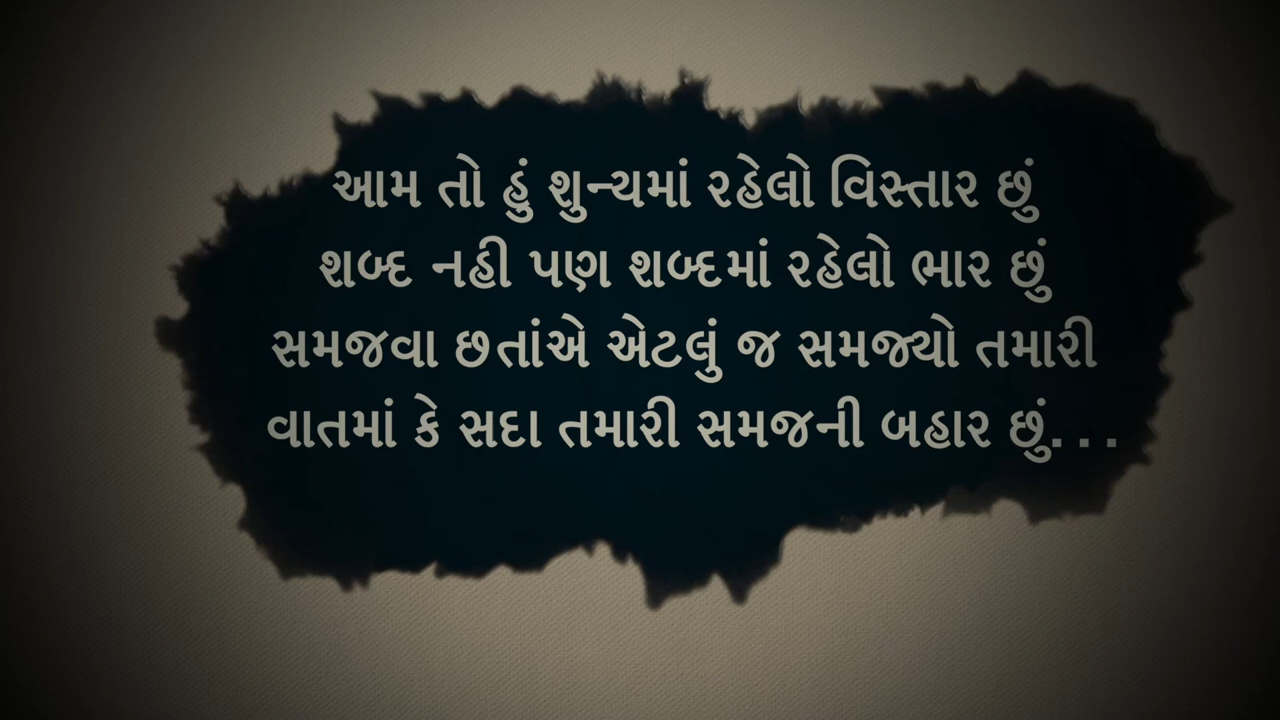 આમ તો હું શુન્યમાં રહેલો વિસ્તાર છું
શબ્દ નહી પણ શબ્દમાં રહેલો ભાર છું
સમજવા છતાંએ એટલું જ સમજ્યો તમારી
વાતમાં કે સદા તમારી સમજની બહાર છું...